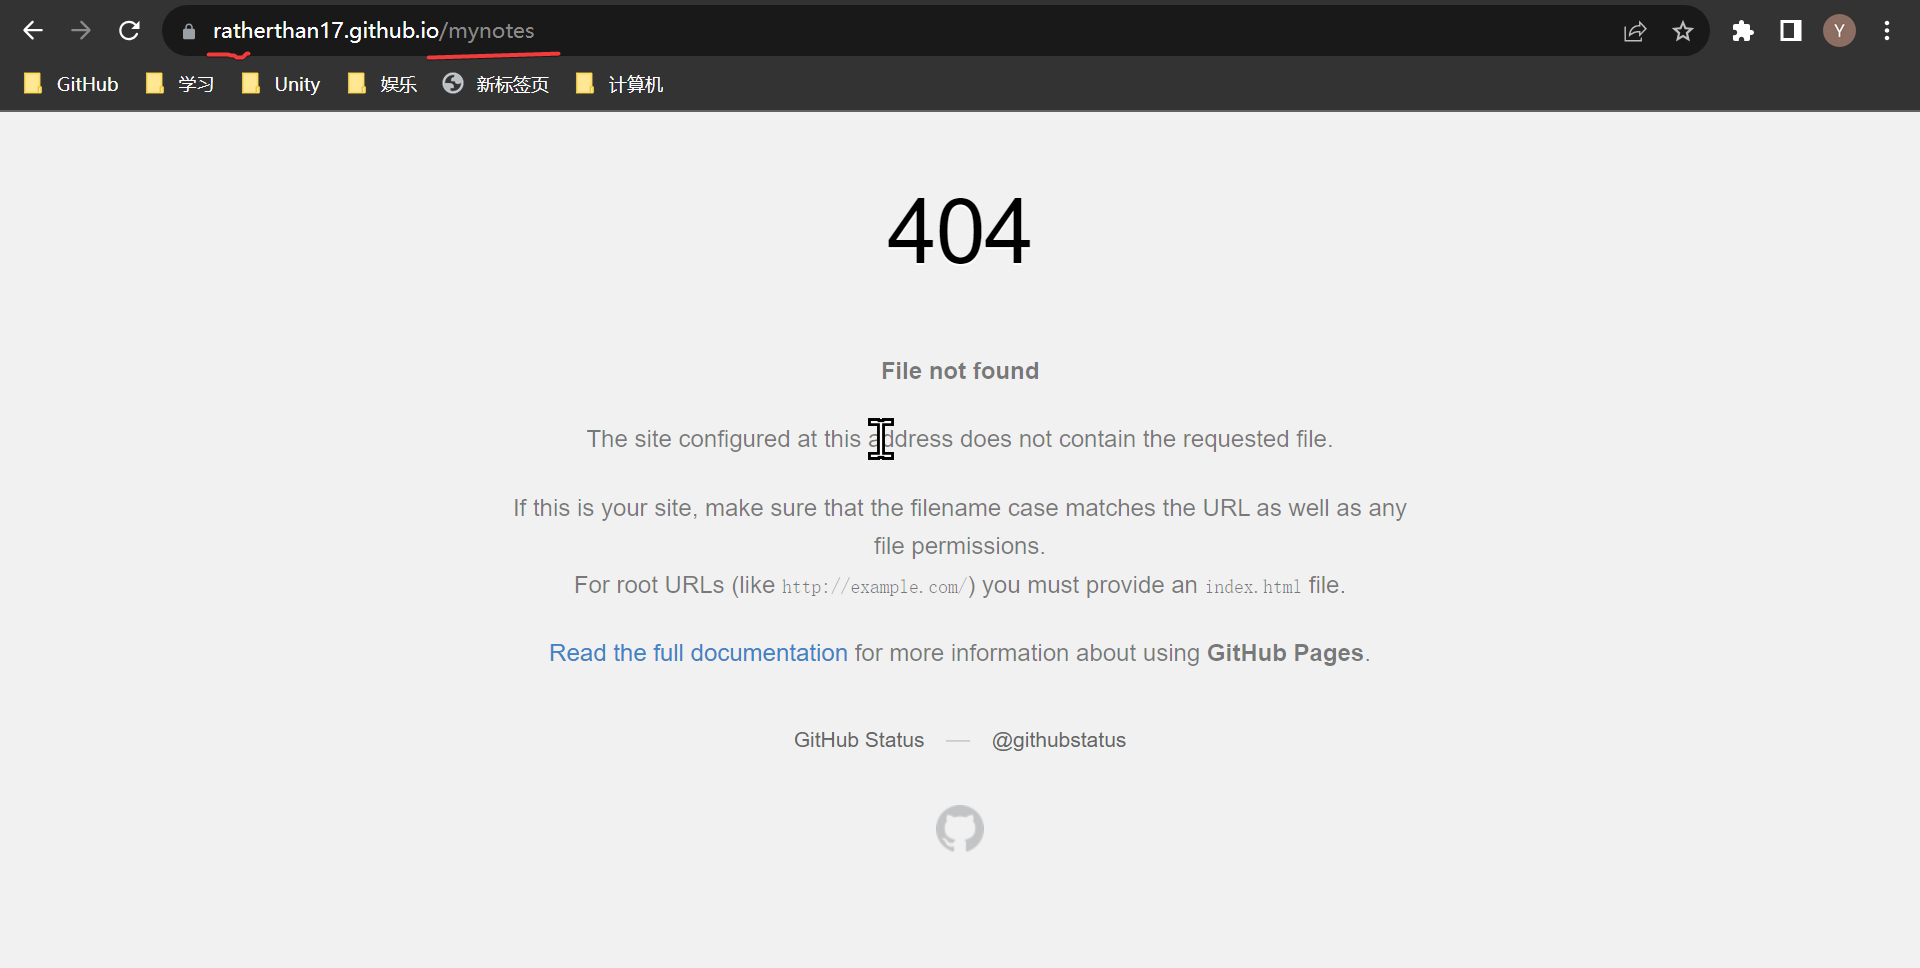 ratherthan17.github.io/mynotes
Y
GitHub 学习 Unity 娱乐 新标签页 计算机
404
File not found
The site configured at this address does not contain the requested file.
If this is your site, make sure that the filename case matches the URL as well as any
file permissions.
For root URLs (like http://example.com/) you must provide an index.html file.
Read the full documentation for more information about using GitHub Pages.
GitHub Status — @githubstatus